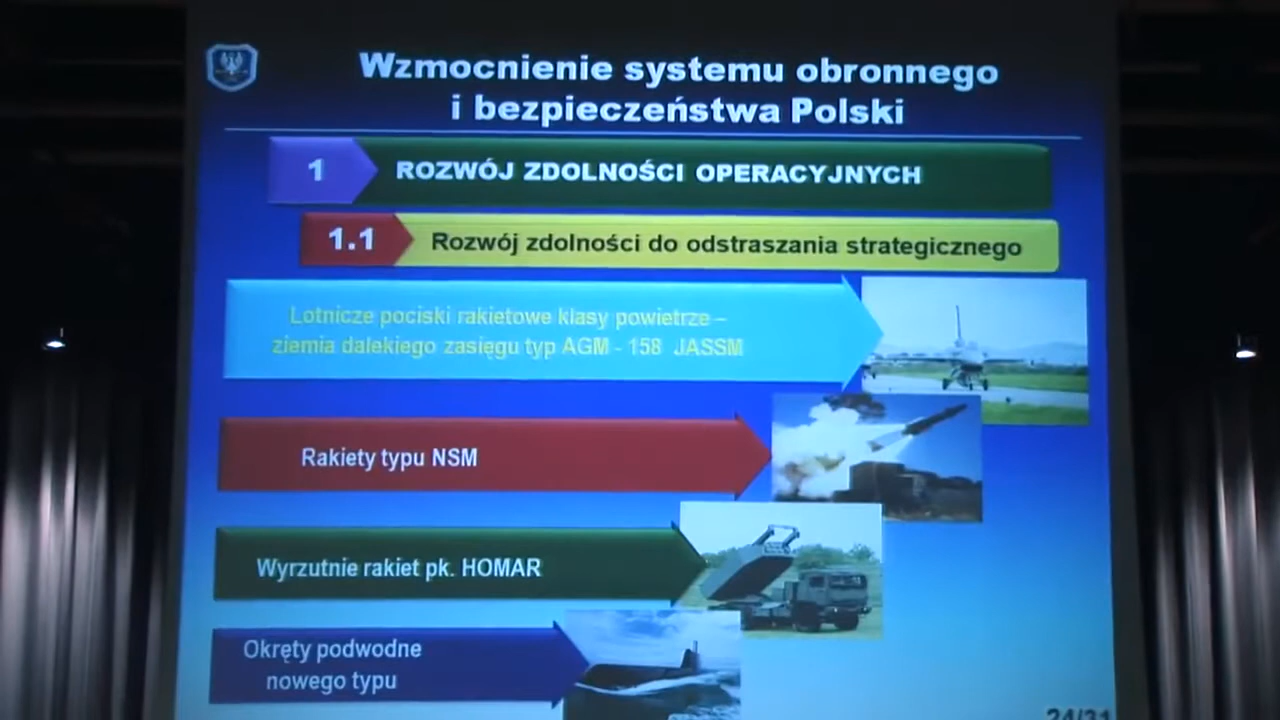 Wzmocnienie systemu obronnego
i bezpieczeństwa Polski
1 ROZWÓJ ZDOLNOŚCI OPERACYJNYCH
1.1 Rozwój zdolności do odstraszania strategicznego
Lotnicze pociski rakietowe klasy powietrze –
ziemia dalekiego zasięgu typ AGM - 158 JASSM
Rakiety typu NSM
Wyrzutnie rakiet pk. HOMAR
Okręty podwodne
nowego typu
24/31